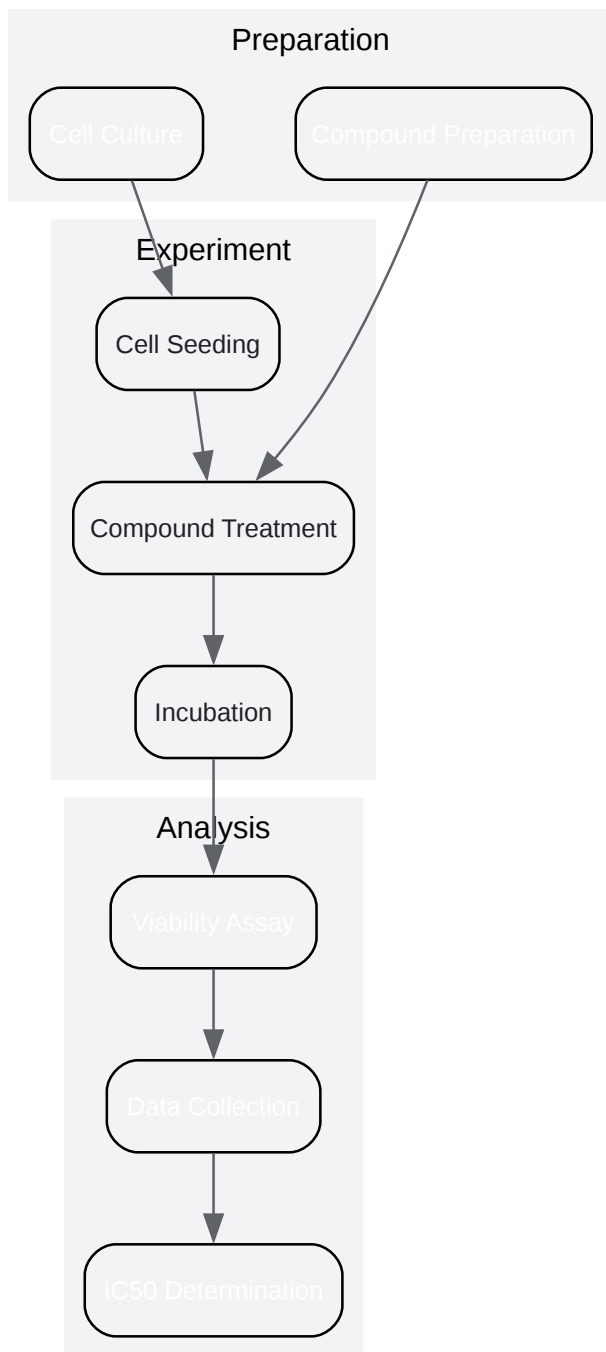 Preparation
Cell Culture
Compound Preparation
Experiment
Cell Seeding
Compound Treatment
Incubation
Analysis
Viability Assay
Data Collection
IC50 Determination